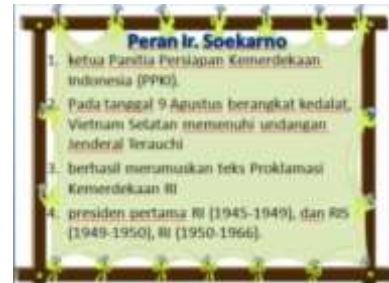 Peran Ir. Soekarno
1. ketua Panitia Persiapan Kemerdekaan
Indonesia (PPKI).
2. Pada tanggal 9 Agustus berangkat kedalat,
Vietnam Selatan memenuhi undangan
Jenderal Terauchi
3. berhasil merumuskan teks Proklamasi
Kemerdekaan RI
4. presiden pertama RI (1945-1949), dan RIS
(1949-1950), RI (1950-1966).